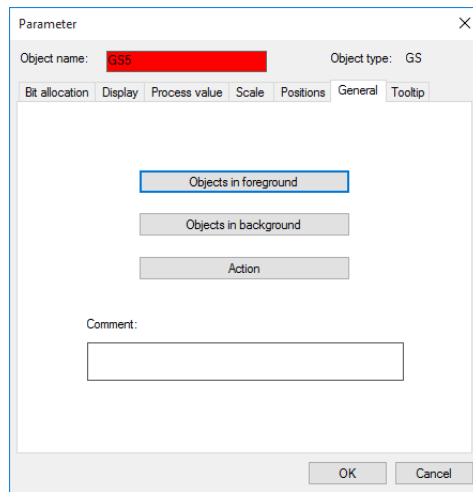 Parameter
Object name: GS5 Object type: GS
Bit allocation Display Process value Scale Positions General Tooltip
Objects in foreground
Objects in background
Action
Comment:
OK Cancel